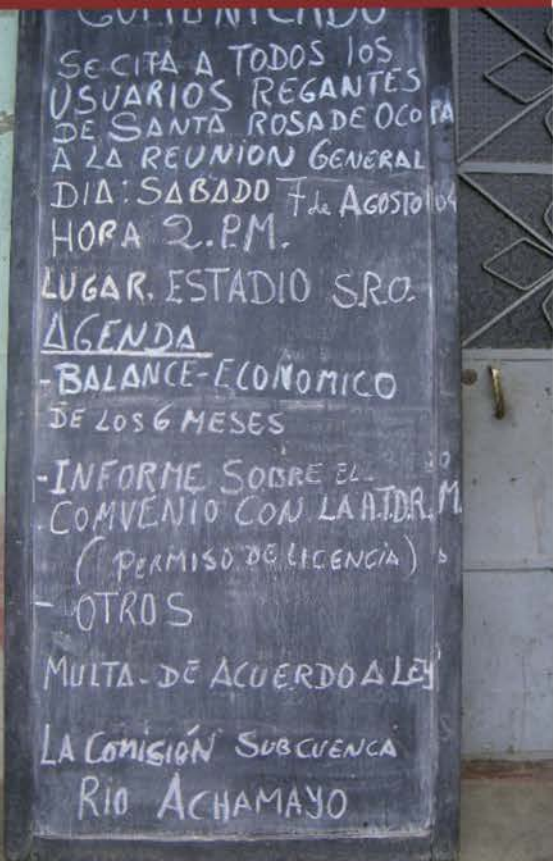 COMUNICADO
SE CITA A TODOS LOS
USUARIOS REGANTES
DE SANTA ROSA DE OCOPA
A LA REUNION GENERAL
DIA: SABADO 7 de AGOSTO 04
HORA 2.P.M.
LUGAR. ESTADIO S.R.O.
AGENDA
-BALANCE-ECONOMICO
DE LOS 6 MESES
-INFORME SOBRE EL
COMVENIO CON LA A.T.D.R.M
(PERMISO DE LICENCIA)
- OTROS
MULTA-DE ACUERDO A LEY
LA COMISIÓN SUBCUENCA
RIO ACHAMAYO